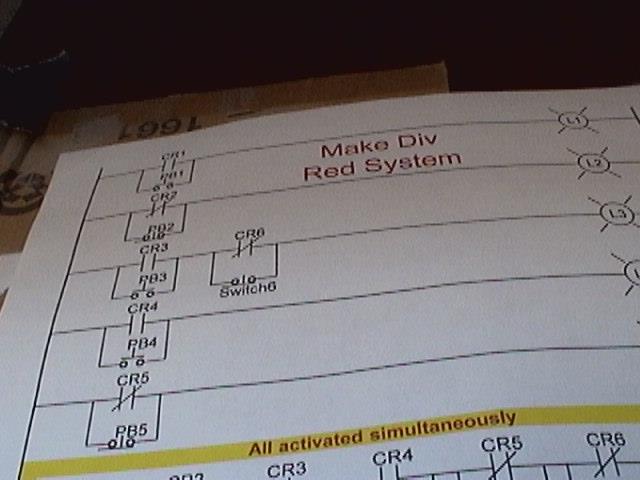 1661
CR1
PB1
L1
Make Div
Red System
CR2
PB2
L2
CR3
PB3
CR6
Switch6
L3
CR4
PB4
CR5
PB5
All activated simultaneously
CR3
CR4
CR5
CR6